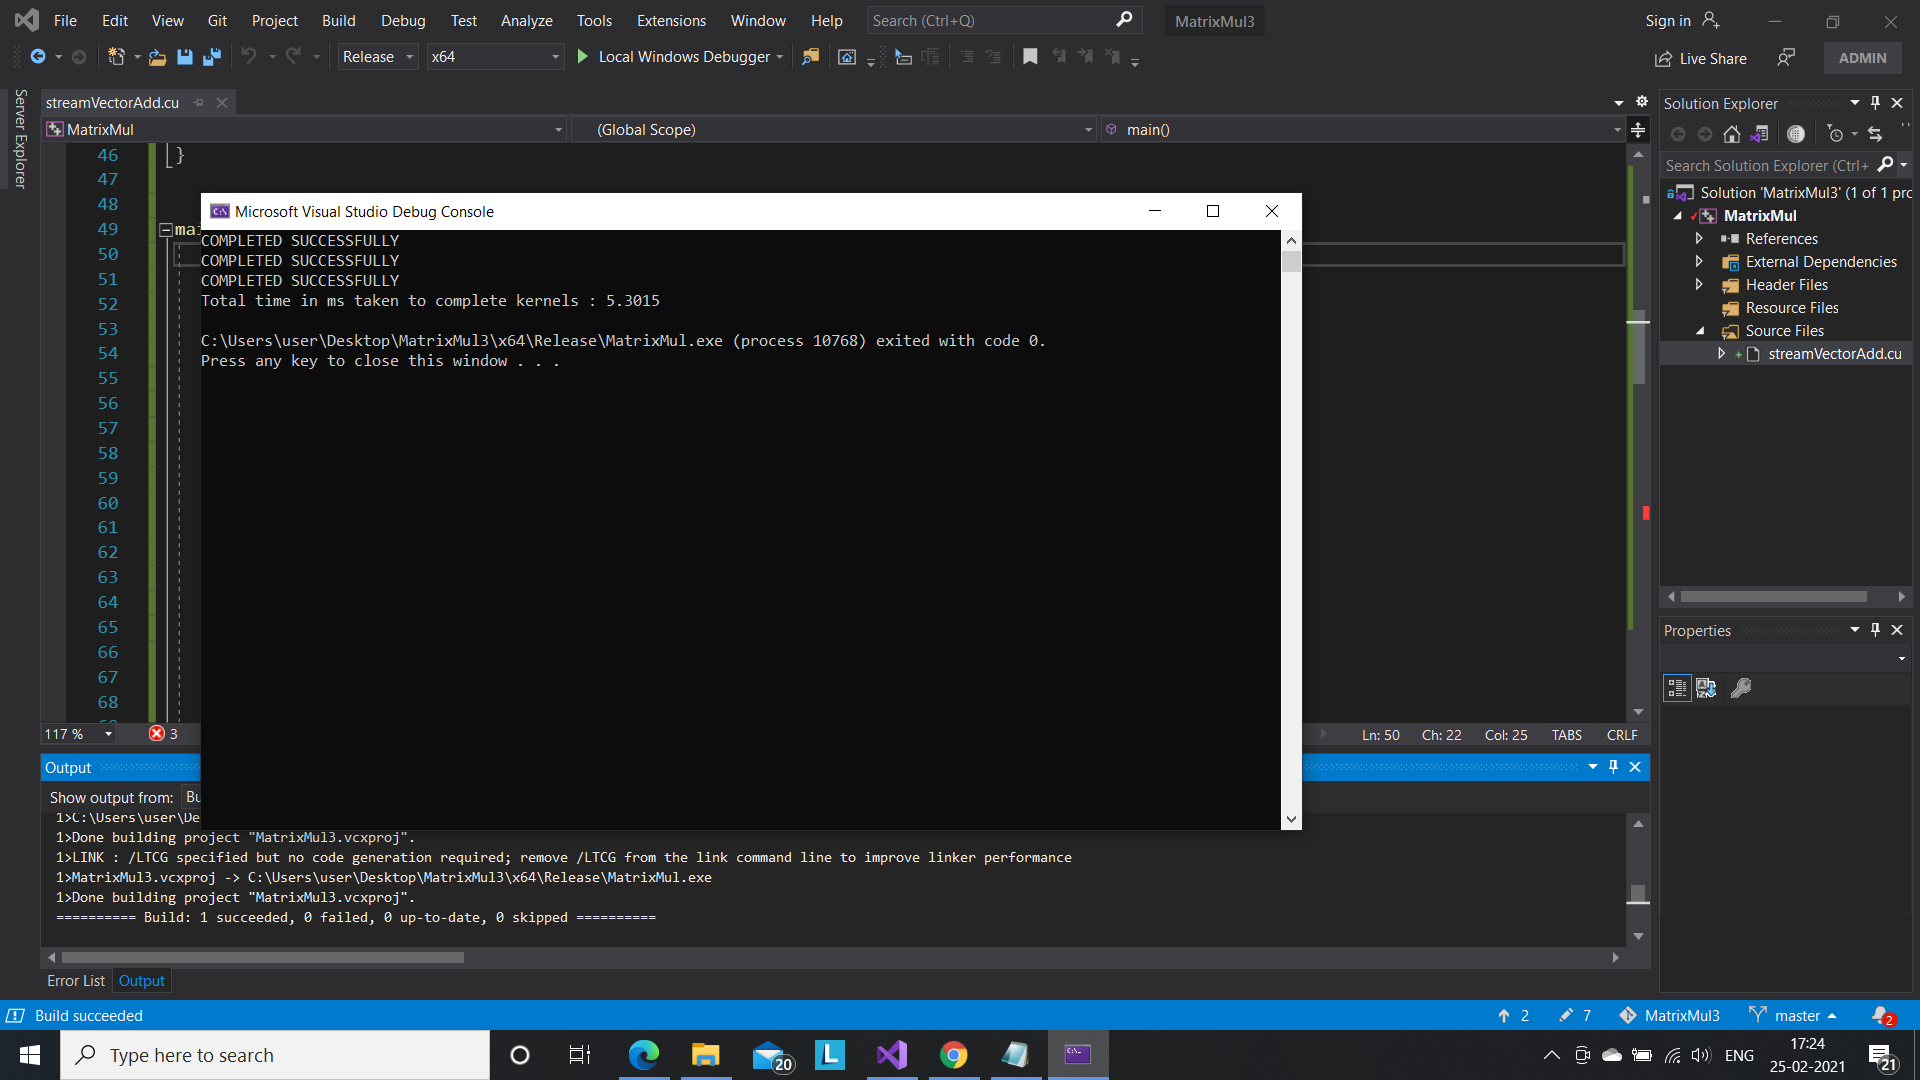 File Edit View Git Project Build Debug Test Analyze Tools Extensions Window Help Search (Ctrl+Q) MatrixMul3 Sign in
Release x64 Local Windows Debugger Live Share ADMIN
Server Explorer
streamVectorAdd.cu
MatrixMul (Global Scope) main()
46 }
47
48
49 mai
50
51
52
53
54
55
56
57
58
59
60
61
62
63
64
65
66
67
68
Microsoft Visual Studio Debug Console
COMPLETED SUCCESSFULLY
COMPLETED SUCCESSFULLY
COMPLETED SUCCESSFULLY
Total time in ms taken to complete kernels : 5.3015
C:\Users\user\Desktop\MatrixMul3\x64\Release\MatrixMul.exe (process 10768) exited with code 0.
Press any key to close this window . . .
117 % 3 Ln: 50 Ch: 22 Col: 25 TABS CRLF
Output
Show output from: Bu
1>C:\Users\user\De
1>Done building project "MatrixMul3.vcxproj".
1>LINK : /LTCG specified but no code generation required; remove /LTCG from the link command line to improve linker performance
1>MatrixMul3.vcxproj -> C:\Users\user\Desktop\MatrixMul3\x64\Release\MatrixMul.exe
1>Done building project "MatrixMul3.vcxproj".
========== Build: 1 succeeded, 0 failed, 0 up-to-date, 0 skipped ==========
Error List Output
Solution Explorer
Search Solution Explorer (Ctrl+
Solution 'MatrixMul3' (1 of 1 pro
MatrixMul
References
External Dependencies
Header Files
Resource Files
Source Files
streamVectorAdd.cu
Properties
Build succeeded 2 7 MatrixMul3 master 2
Type here to search 20 L ENG 17:24
25-02-2021 21